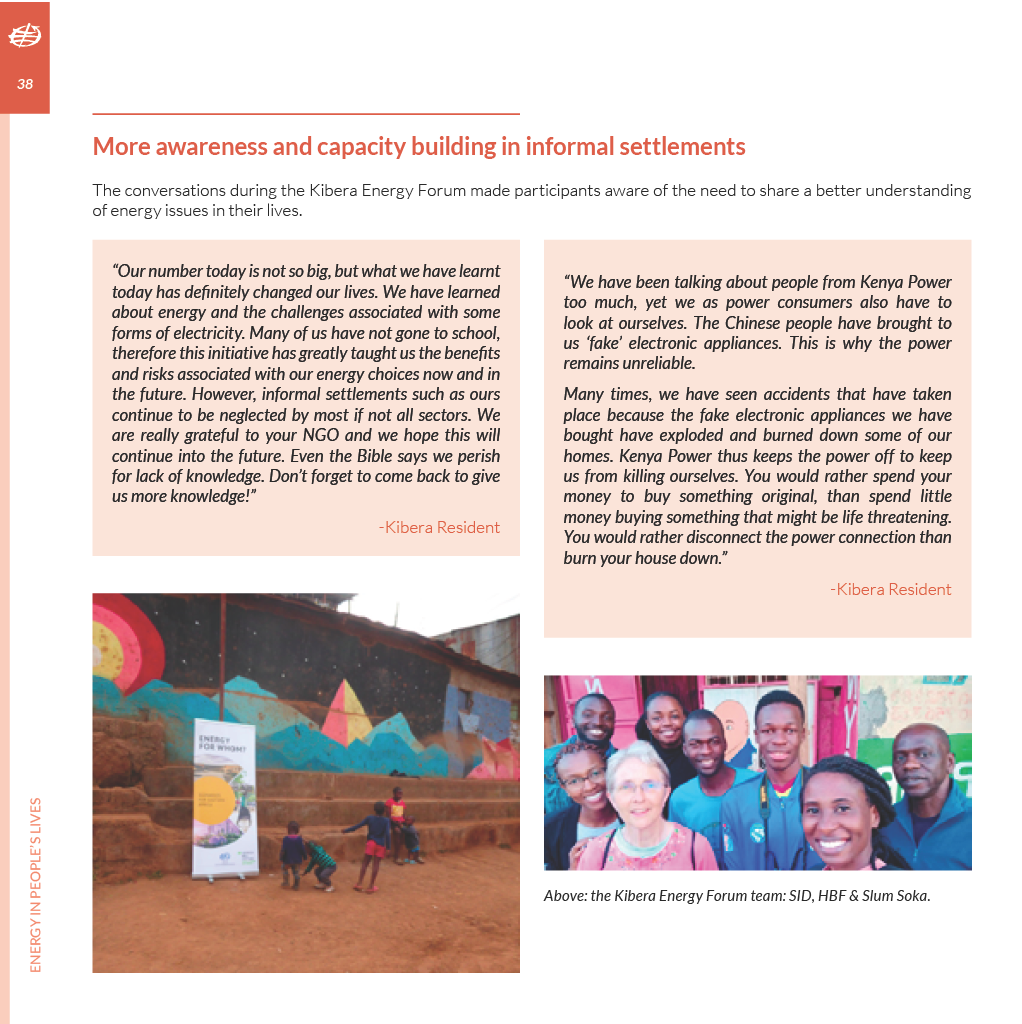 38
More awareness and capacity building in informal settlements
The conversations during the Kibera Energy Forum made participants aware of the need to share a better understanding
of energy issues in their lives.
“Our number today is not so big, but what we have learnt
today has definitely changed our lives. We have learned
about energy and the challenges associated with some
forms of electricity. Many of us have not gone to school,
therefore this initiative has greatly taught us the benefits
and risks associated with our energy choices now and in
the future. However, informal settlements such as ours
continue to be neglected by most if not all sectors. We
are really grateful to your NGO and we hope this will
continue into the future. Even the Bible says we perish
for lack of knowledge. Don’t forget to come back to give
us more knowledge!”
-Kibera Resident
“We have been talking about people from Kenya Power
too much, yet we as power consumers also have to
look at ourselves. The Chinese people have brought to
us ‘fake’ electronic appliances. This is why the power
remains unreliable.
Many times, we have seen accidents that have taken
place because the fake electronic appliances we have
bought have exploded and burned down some of our
homes. Kenya Power thus keeps the power off to keep
us from killing ourselves. You would rather spend your
money to buy something original, than spend little
money buying something that might be life threatening.
You would rather disconnect the power connection than
burn your house down.”
-Kibera Resident
ENERGY
FOR WHOM?
Above: the Kibera Energy Forum team: SID, HBF & Slum Soka.
ENERGY IN PEOPLE’S LIVES